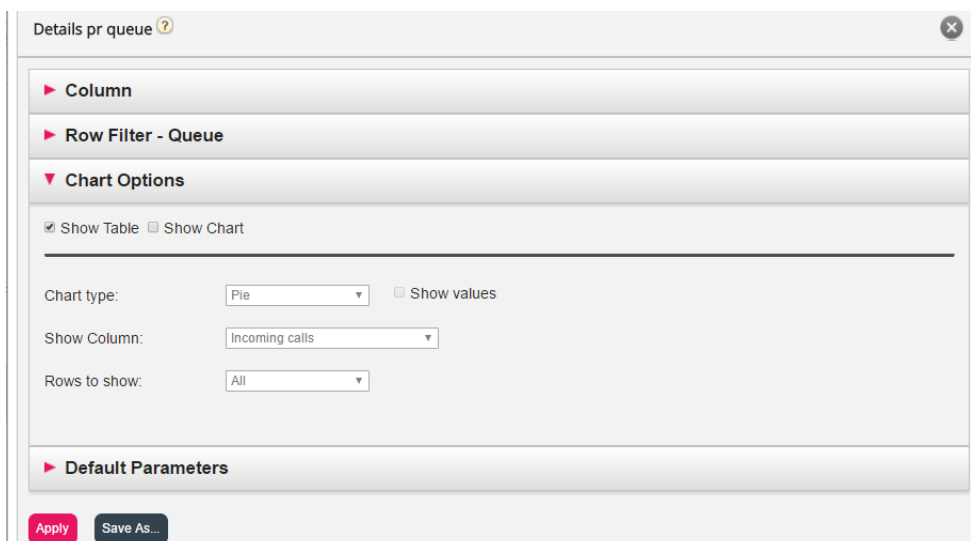 Details pr queue ?
Column
Row Filter - Queue
Chart Options
Show Table Show Chart
Chart type: Pie Show values
Show Column: Incoming calls
Rows to show: All
Default Parameters
Apply Save As...